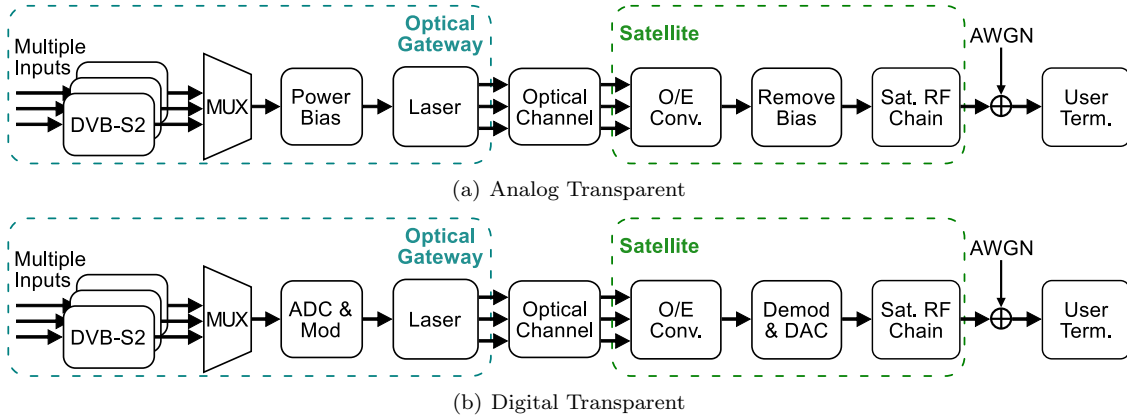 Optical
Gateway
Satellite
AWGN
Multiple
Inputs
DVB-S2
MUX
Power
Bias
Laser
Optical
Channel
O/E
Conv.
Remove
Bias
Sat. RF
Chain
User
Term.
(a) Analog Transparent
Optical
Gateway
Satellite
AWGN
Multiple
Inputs
DVB-S2
MUX
ADC &
Mod
Laser
Optical
Channel
O/E
Conv.
Demod
& DAC
Sat. RF
Chain
User
Term.
(b) Digital Transparent